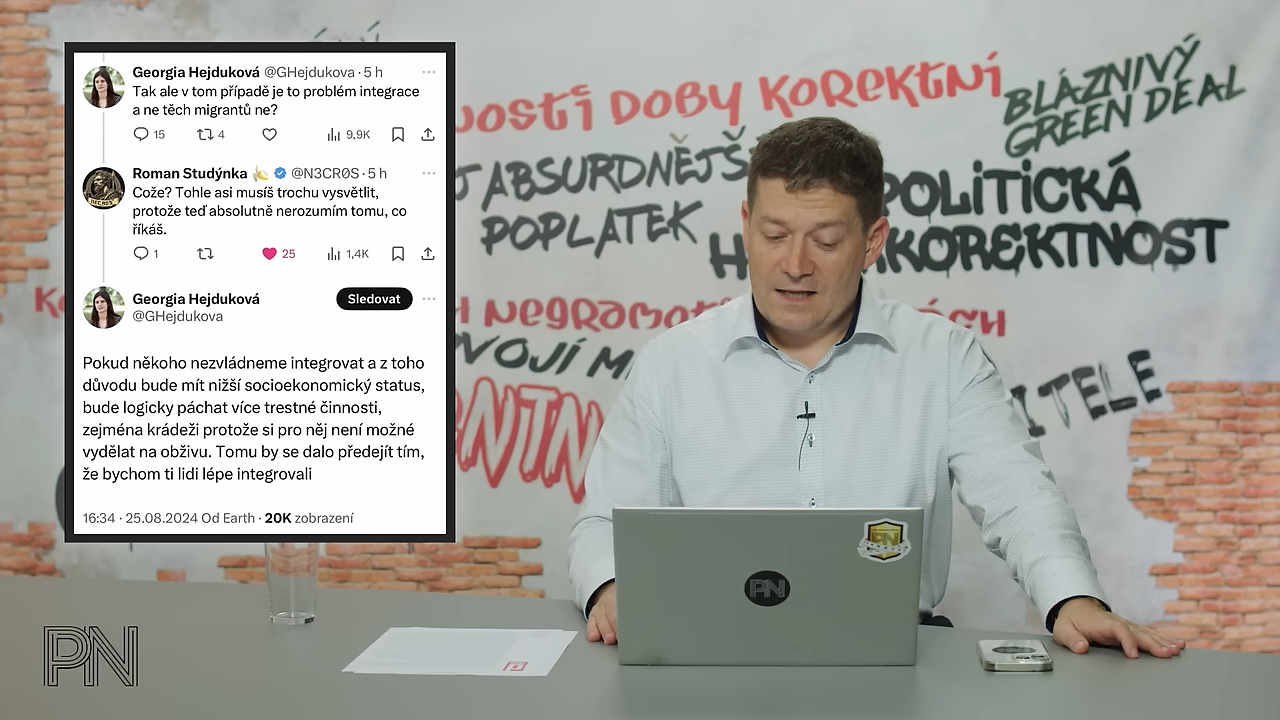 Georgia Hejduková @GHejdukova · 5 h
Tak ale v tom případě je to problém integrace
a ne těch migrantů ne?
15 4 9,9K
Roman Studýnka 🍌 @N3CR0S · 5 h
Cože? Tohle asi musíš trochu vysvětlit,
protože teď absolutně nerozumím tomu, co
říkáš.
1 25 1,4K
Georgia Hejduková
@GHejdukova
Sledovat
Pokud někoho nezvládneme integrovat a z toho
důvodu bude mít nižší socioekonomický status,
bude logicky páchat více trestné činnosti,
zejména krádeži protože si pro něj není možné
vydělat na obživu. Tomu by se dalo předejít tím,
že bychom ti lidi lépe integrovali
16:34 · 25.08.2024 Od Earth · 20K zobrazení
DOBY KOREKTNÍ
BLÁZNIVÝ
GREEN DEAL
POPLATEK
POLITICKÁ
KOREKTNOST
PN
PN
PN